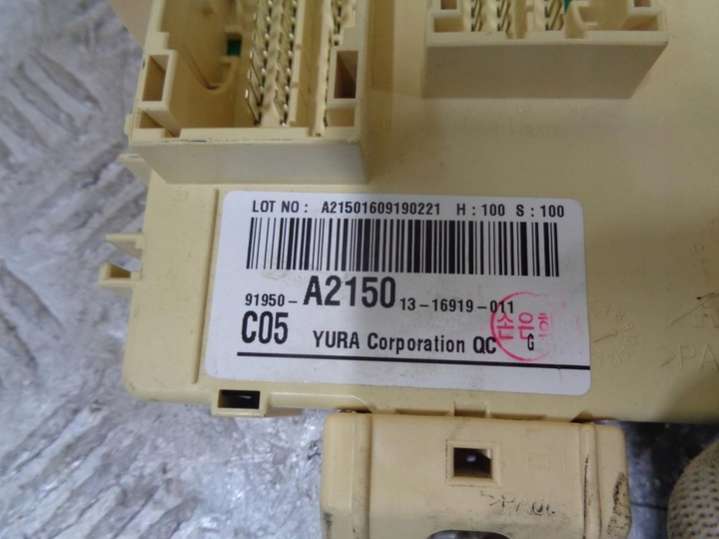 LOT NO : A21501609190221 H : 100 S : 100
91950- A2150 13-16919-011
C05 YURA Corporation QC G